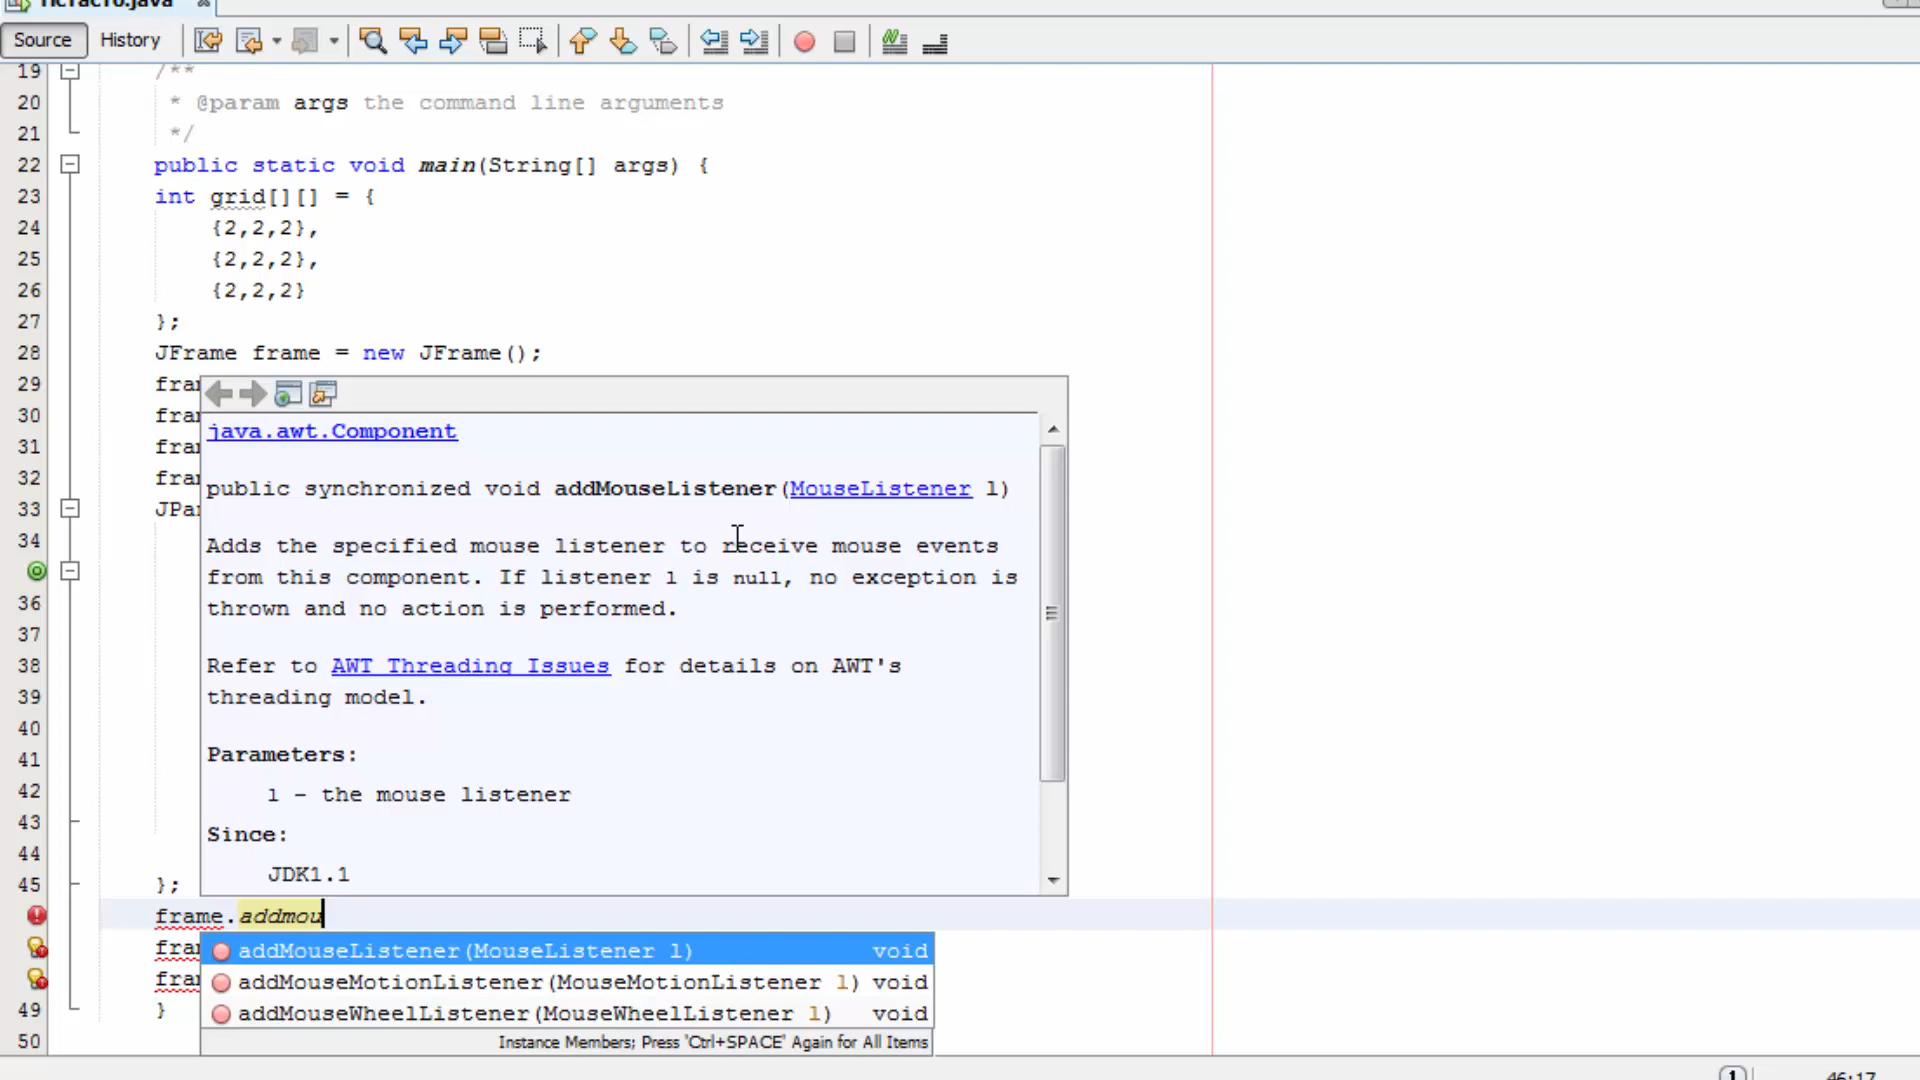 TicTacTo.java
Source History
19 /**
20 * @param args the command line arguments
21 */
22 public static void main(String[] args) {
23 int grid[][] = {
24 {2,2,2},
25 {2,2,2},
26 {2,2,2}
27 };
28 JFrame frame = new JFrame();
29 fra
30 fra
31 fra
32 fra
33 JPa
34
36
37
38
39
40
41
42
43
44
45 };
java.awt.Component
public synchronized void addMouseListener(MouseListener l)
Adds the specified mouse listener to receive mouse events
from this component. If listener l is null, no exception is
thrown and no action is performed.
Refer to AWT Threading Issues for details on AWT's
threading model.
Parameters:
l - the mouse listener
Since:
JDK1.1
frame.addmou
fra
fra
49 }
50
addMouseListener(MouseListener l) void
addMouseMotionListener(MouseMotionListener l) void
addMouseWheelListener(MouseWheelListener l) void
Instance Members; Press 'Ctrl+SPACE' Again for All Items
1 46:17